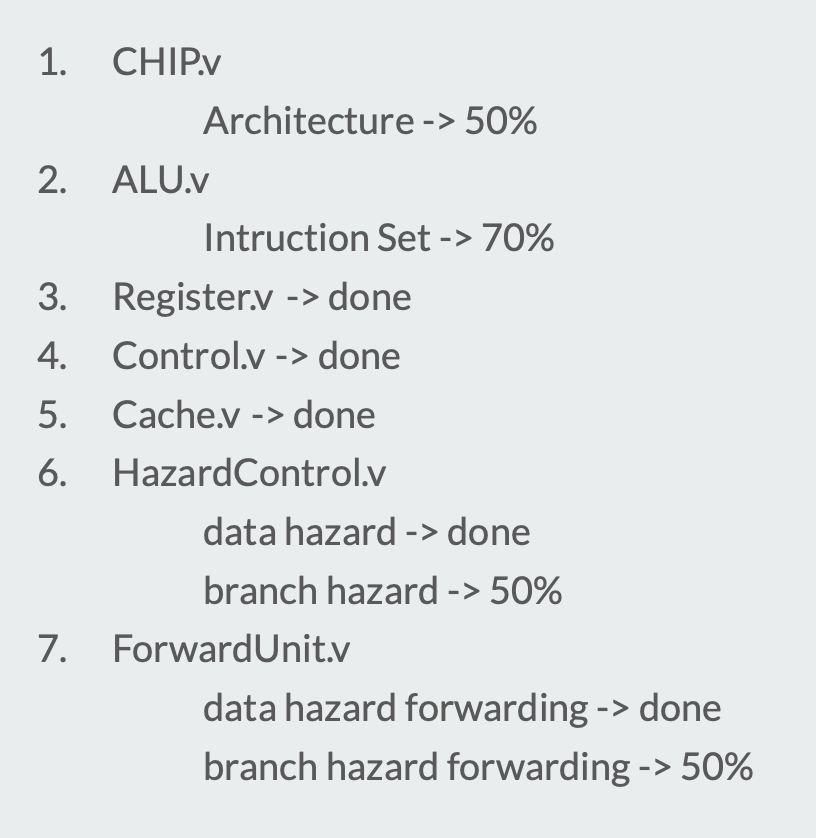 1. CHIP.v
Architecture -> 50%
2. ALU.v
Intruction Set -> 70%
3. Register.v -> done
4. Control.v -> done
5. Cache.v -> done
6. HazardControl.v
data hazard -> done
branch hazard -> 50%
7. ForwardUnit.v
data hazard forwarding -> done
branch hazard forwarding -> 50%